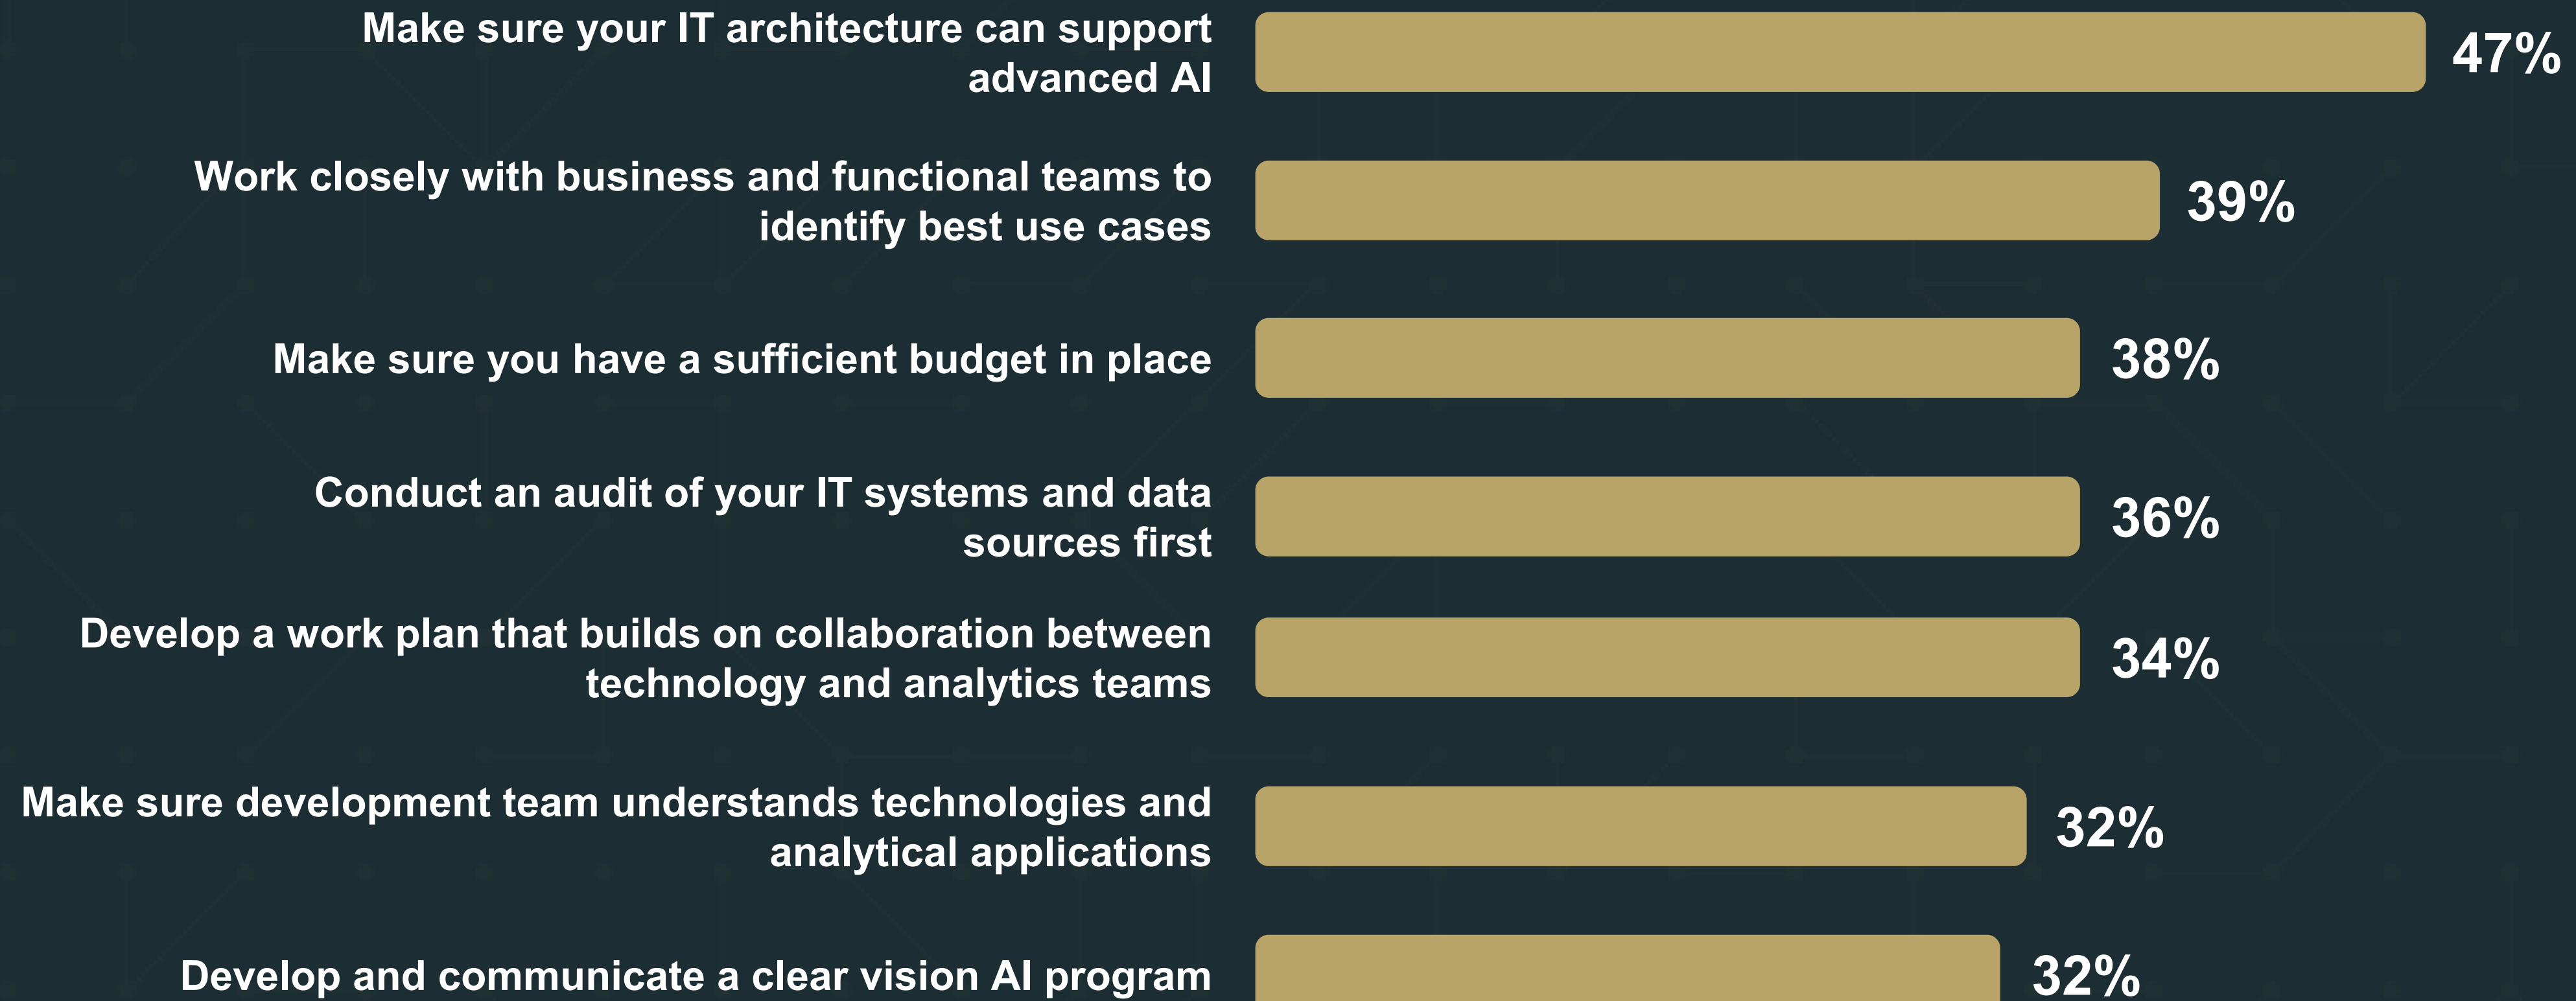 Make sure your IT architecture can support
advanced AI
47%
Work closely with business and functional teams to
identify best use cases
39%
Make sure you have a sufficient budget in place
38%
Conduct an audit of your IT systems and data
sources first
36%
Develop a work plan that builds on collaboration between
technology and analytics teams
34%
Make sure development team understands technologies and
analytical applications
32%
Develop and communicate a clear vision AI program
32%